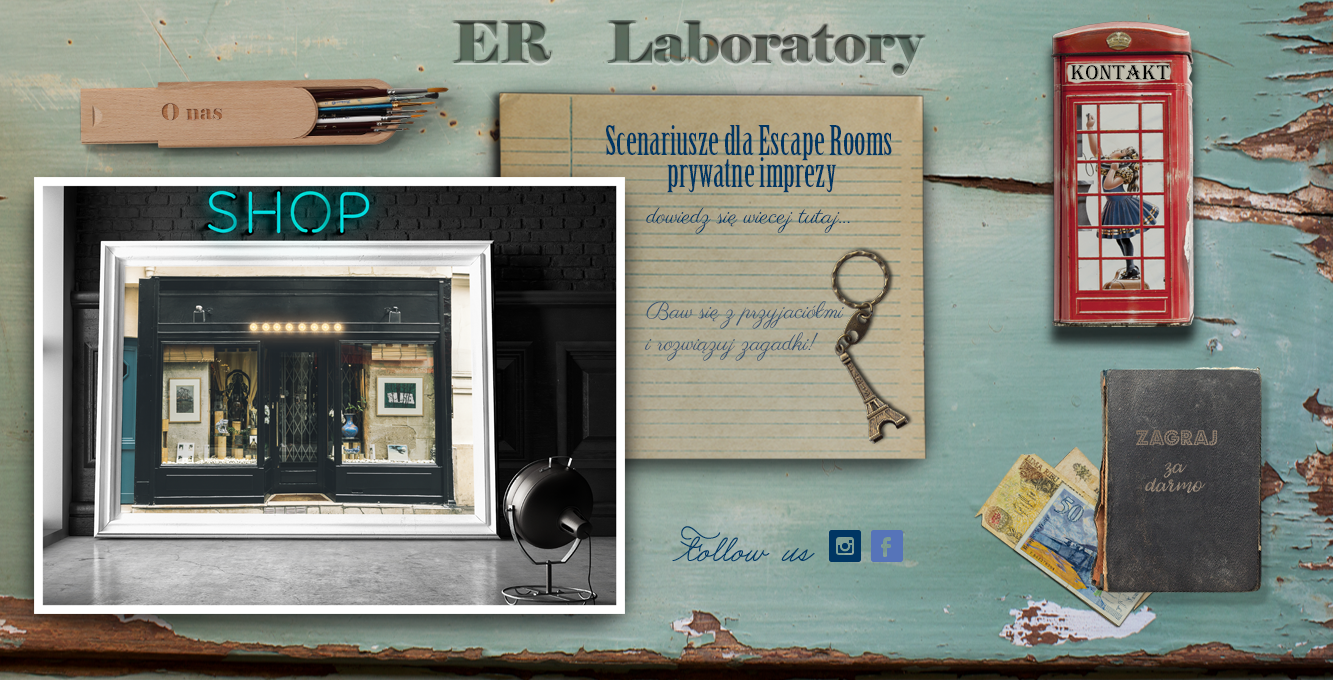 ER Laboratory
O nas
KONTAKT
Scenariusze dla Escape Rooms
prywatne imprezy
dowiedz się wiecej tutaj...
SHOP
Baw się z przyjaciółmi
i rozwiązuj zagadki!
ZAGRAJ
za
darmo
50
Follow us